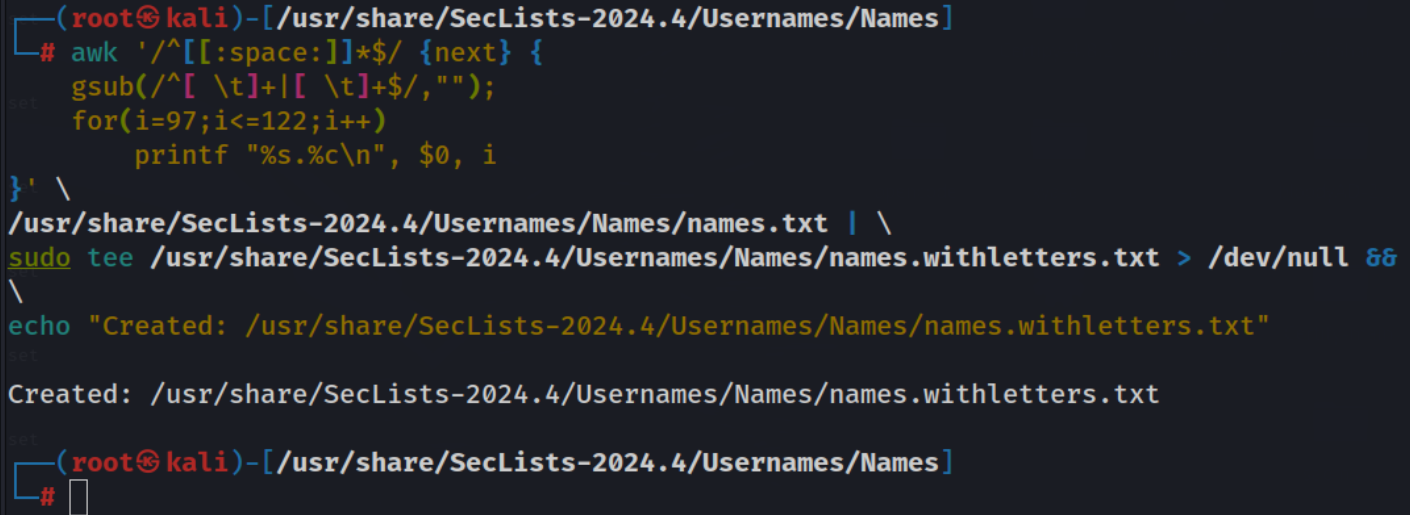 (root㉿kali)-[/usr/share/SecLists-2024.4/Usernames/Names]
# awk '/^[[:space:]]*$/ {next} {
    gsub(/^[ \t]+|[ \t]+$/,"");
    for(i=97;i<=122;i++)
        printf "%s.%c\n", $0, i
}' \
/usr/share/SecLists-2024.4/Usernames/Names/names.txt | \
sudo tee /usr/share/SecLists-2024.4/Usernames/Names/names.withletters.txt > /dev/null &&
\
echo "Created: /usr/share/SecLists-2024.4/Usernames/Names/names.withletters.txt"
Created: /usr/share/SecLists-2024.4/Usernames/Names/names.withletters.txt
(root㉿kali)-[/usr/share/SecLists-2024.4/Usernames/Names]
#